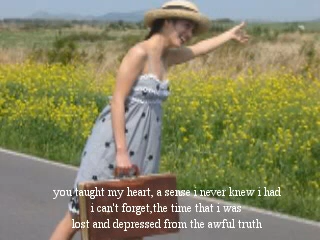 you taught my heart, a sense i never knew i had
i can't forget,the time that i was
lost and depressed from the awful truth